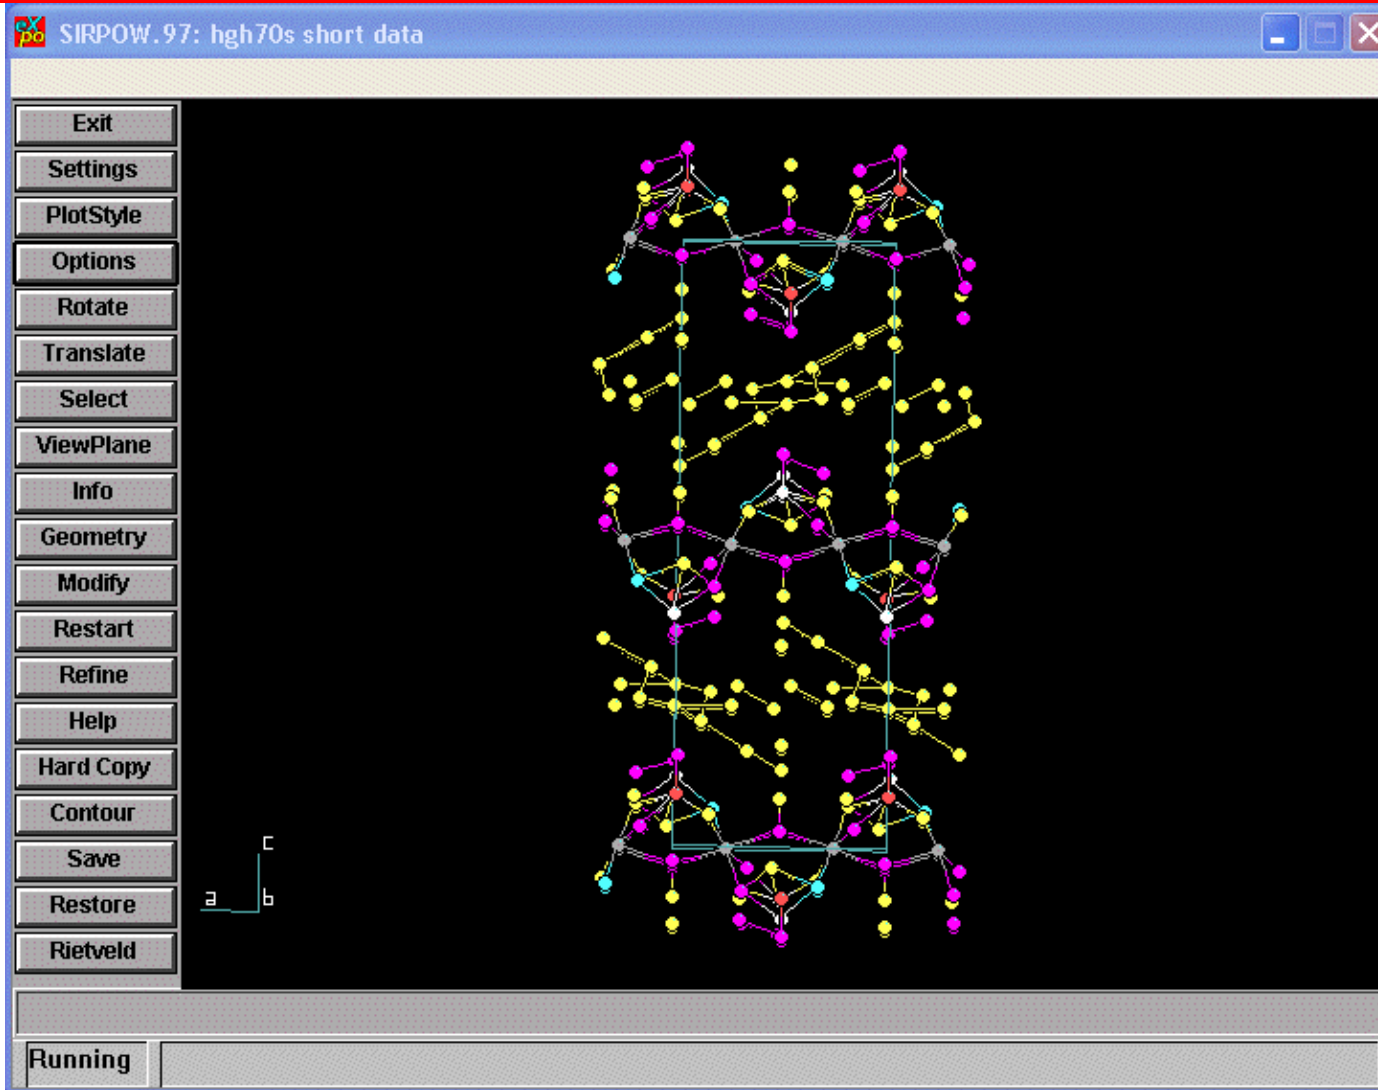 eXpo SIRPOW.97: hgh70s short data
Exit
Settings
PlotStyle
Options
Rotate
Translate
Select
ViewPlane
Info
Geometry
Modify
Restart
Refine
Help
Hard Copy
Contour
Save
Restore
Rietveld
c
a b
Running